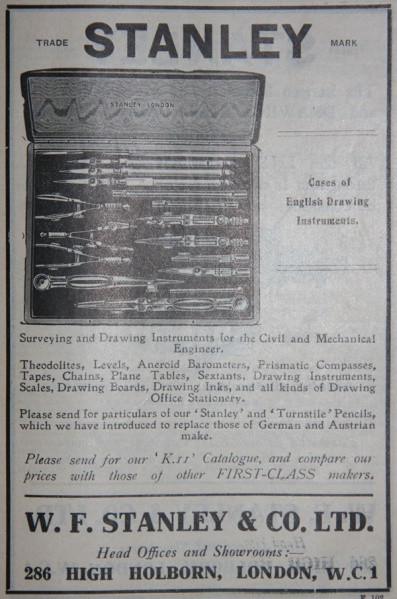 TRADE STANLEY MARK
STANLEY LONDON
Cases of
English Drawing
Instruments.
Surveying and Drawing Instruments for the Civil and Mechanical
Engineer.
Theodolites, Levels, Aneroid Barometers, Prismatic Compasses,
Tapes, Chains, Plane Tables, Sextants, Drawing Instruments,
Scales, Drawing Boards, Drawing Inks, and all kinds of Drawing
Office Stationery.
Please send for particulars of our 'Stanley' and 'Turnstile' Pencils,
which we have introduced to replace those of German and Austrian
make.
Please send for our 'K.11' Catalogue, and compare our
prices with those of other FIRST-CLASS makers.
W. F. STANLEY & CO. LTD.
Head Offices and Showrooms:—
286 HIGH HOLBORN, LONDON, W.C.1